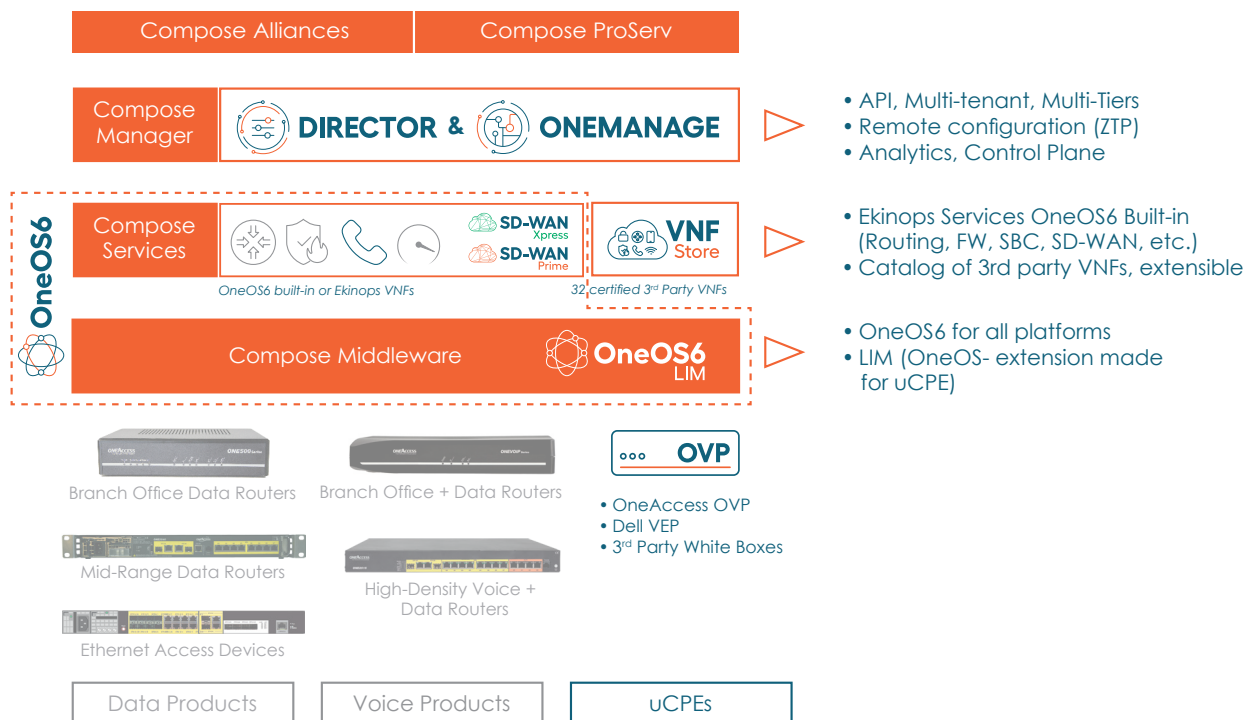 Compose Alliances
Compose ProServ
Compose
Manager
DIRECTOR & ONEMANAGE
• API, Multi-tenant, Multi-Tiers
• Remote configuration (ZTP)
• Analytics, Control Plane
OneOS6
Compose
Services
SD-WAN
Xpress
SD-WAN
Prime
VNF
Store
OneOS6 built-in or Ekinops VNFs
32 certified 3rd Party VNFs
• Ekinops Services OneOS6 Built-in
(Routing, FW, SBC, SD-WAN, etc.)
• Catalog of 3rd party VNFs, extensible
Compose Middleware
OneOS6
LIM
• OneOS6 for all platforms
• LIM (OneOS- extension made
for uCPE)
ONEACCESS
ONE500 Series
Branch Office Data Routers
ONEACCESS
Branch Office + Data Routers
OVP
• OneAccess OVP
• Dell VEP
• 3rd Party White Boxes
Mid-Range Data Routers
High-Density Voice +
Data Routers
Ethernet Access Devices
Data Products
Voice Products
uCPEs